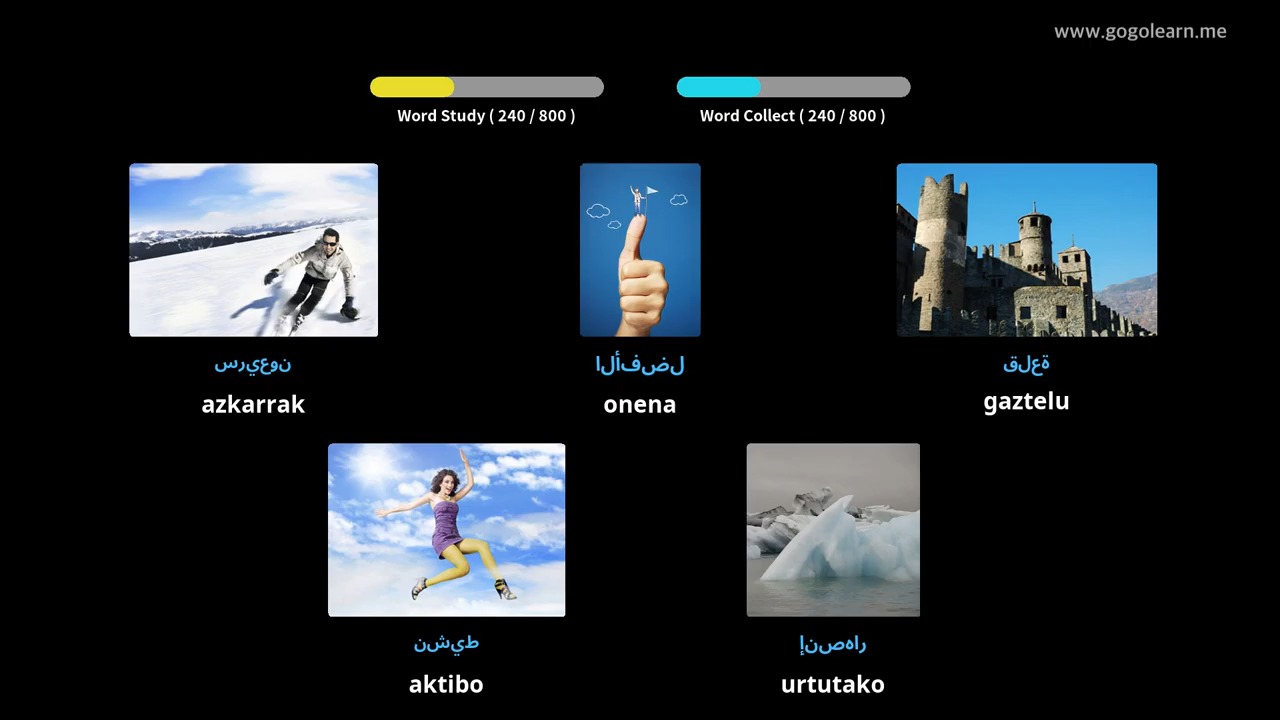 www.gogolearn.me
Word Study ( 240 / 800 )
Word Collect ( 240 / 800 )
سريعون
الأفضل
قلعة
azkarrak
onena
gaztelu
نشيط
إنصهار
aktibo
urtutako